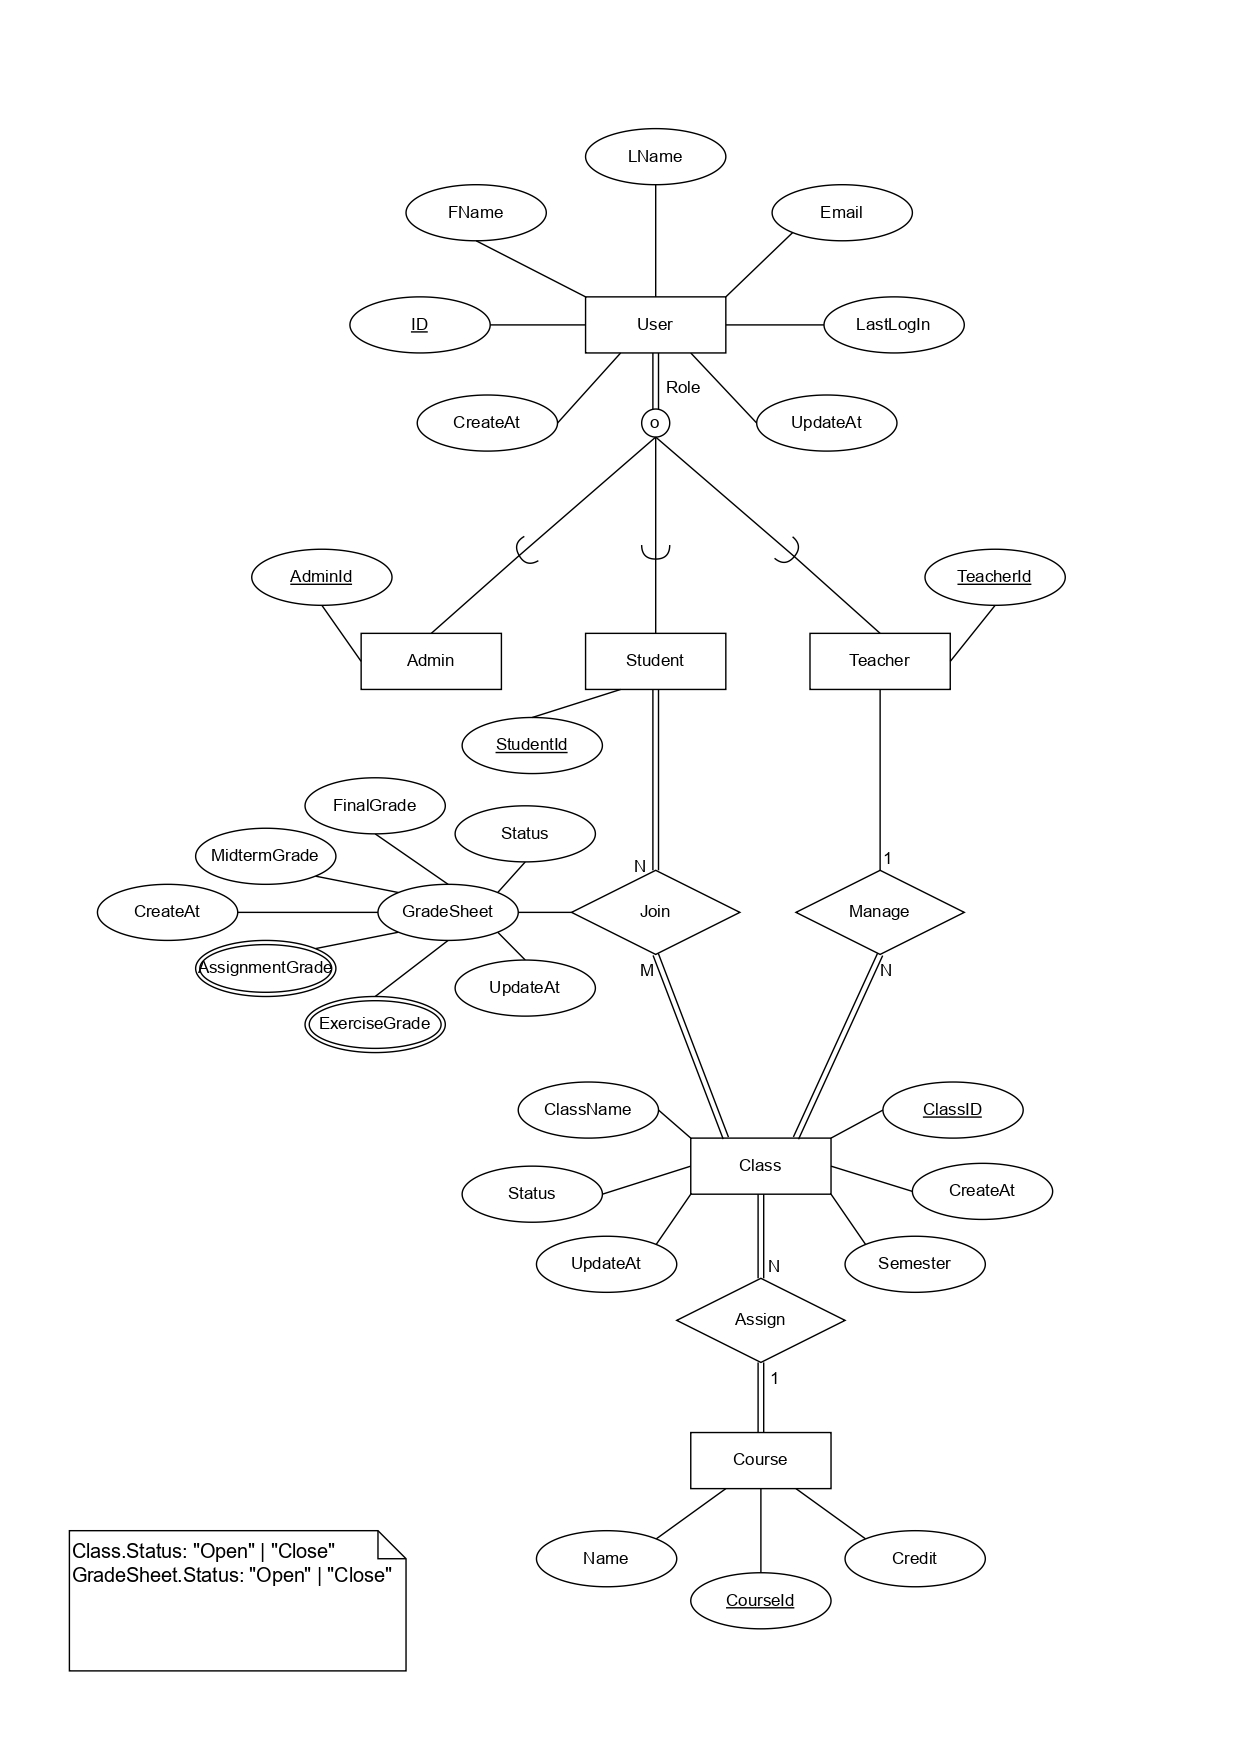 LName
FName
Email
ID
User
LastLogIn
Role
CreateAt
o
UpdateAt
AdminId
TeacherId
Admin
Student
Teacher
StudentId
FinalGrade
Status
MidtermGrade
N
1
CreateAt
GradeSheet
Join
Manage
AssignmentGrade
M
N
UpdateAt
ExerciseGrade
ClassName
ClassID
Class
Status
CreateAt
UpdateAt
N
Semester
Assign
1
Course
Name
Credit
CourseId
Class.Status: "Open" | "Close"
GradeSheet.Status: "Open" | "Close"